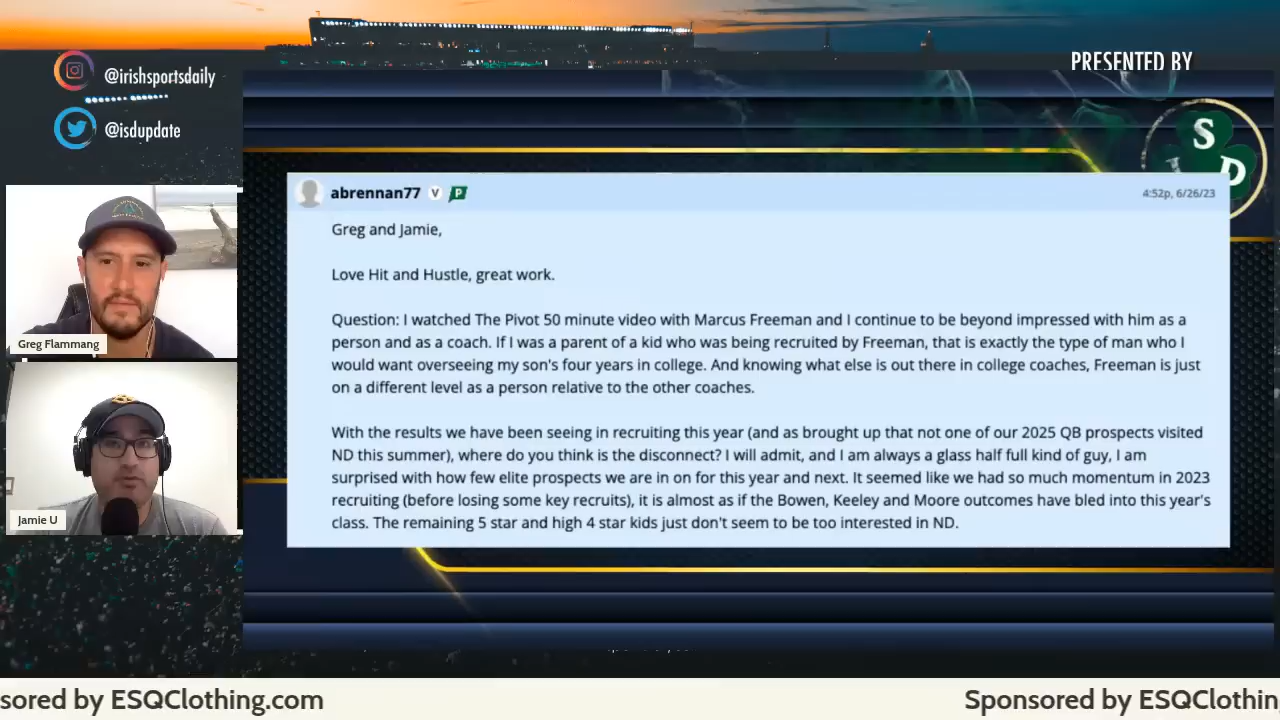 @irishsportsdaily
@isdupdate
PRESENTED BY
S
I
D
abrennan77 V P
4:52p, 6/26/23
Greg and Jamie,
Love Hit and Hustle, great work.
Question: I watched The Pivot 50 minute video with Marcus Freeman and I continue to be beyond impressed with him as a
person and as a coach. If I was a parent of a kid who was being recruited by Freeman, that is exactly the type of man who I
would want overseeing my son's four years in college. And knowing what else is out there in college coaches, Freeman is just
on a different level as a person relative to the other coaches.
With the results we have been seeing in recruiting this year (and as brought up that not one of our 2025 QB prospects visited
ND this summer), where do you think is the disconnect? I will admit, and I am always a glass half full kind of guy, I am
surprised with how few elite prospects we are in on for this year and next. It seemed like we had so much momentum in 2023
recruiting (before losing some key recruits), it is almost as if the Bowen, Keeley and Moore outcomes have bled into this year's
class. The remaining 5 star and high 4 star kids just don't seem to be too interested in ND.
Greg Flammang
Jamie U
sored by ESQClothing.com
Sponsored by ESQClothin